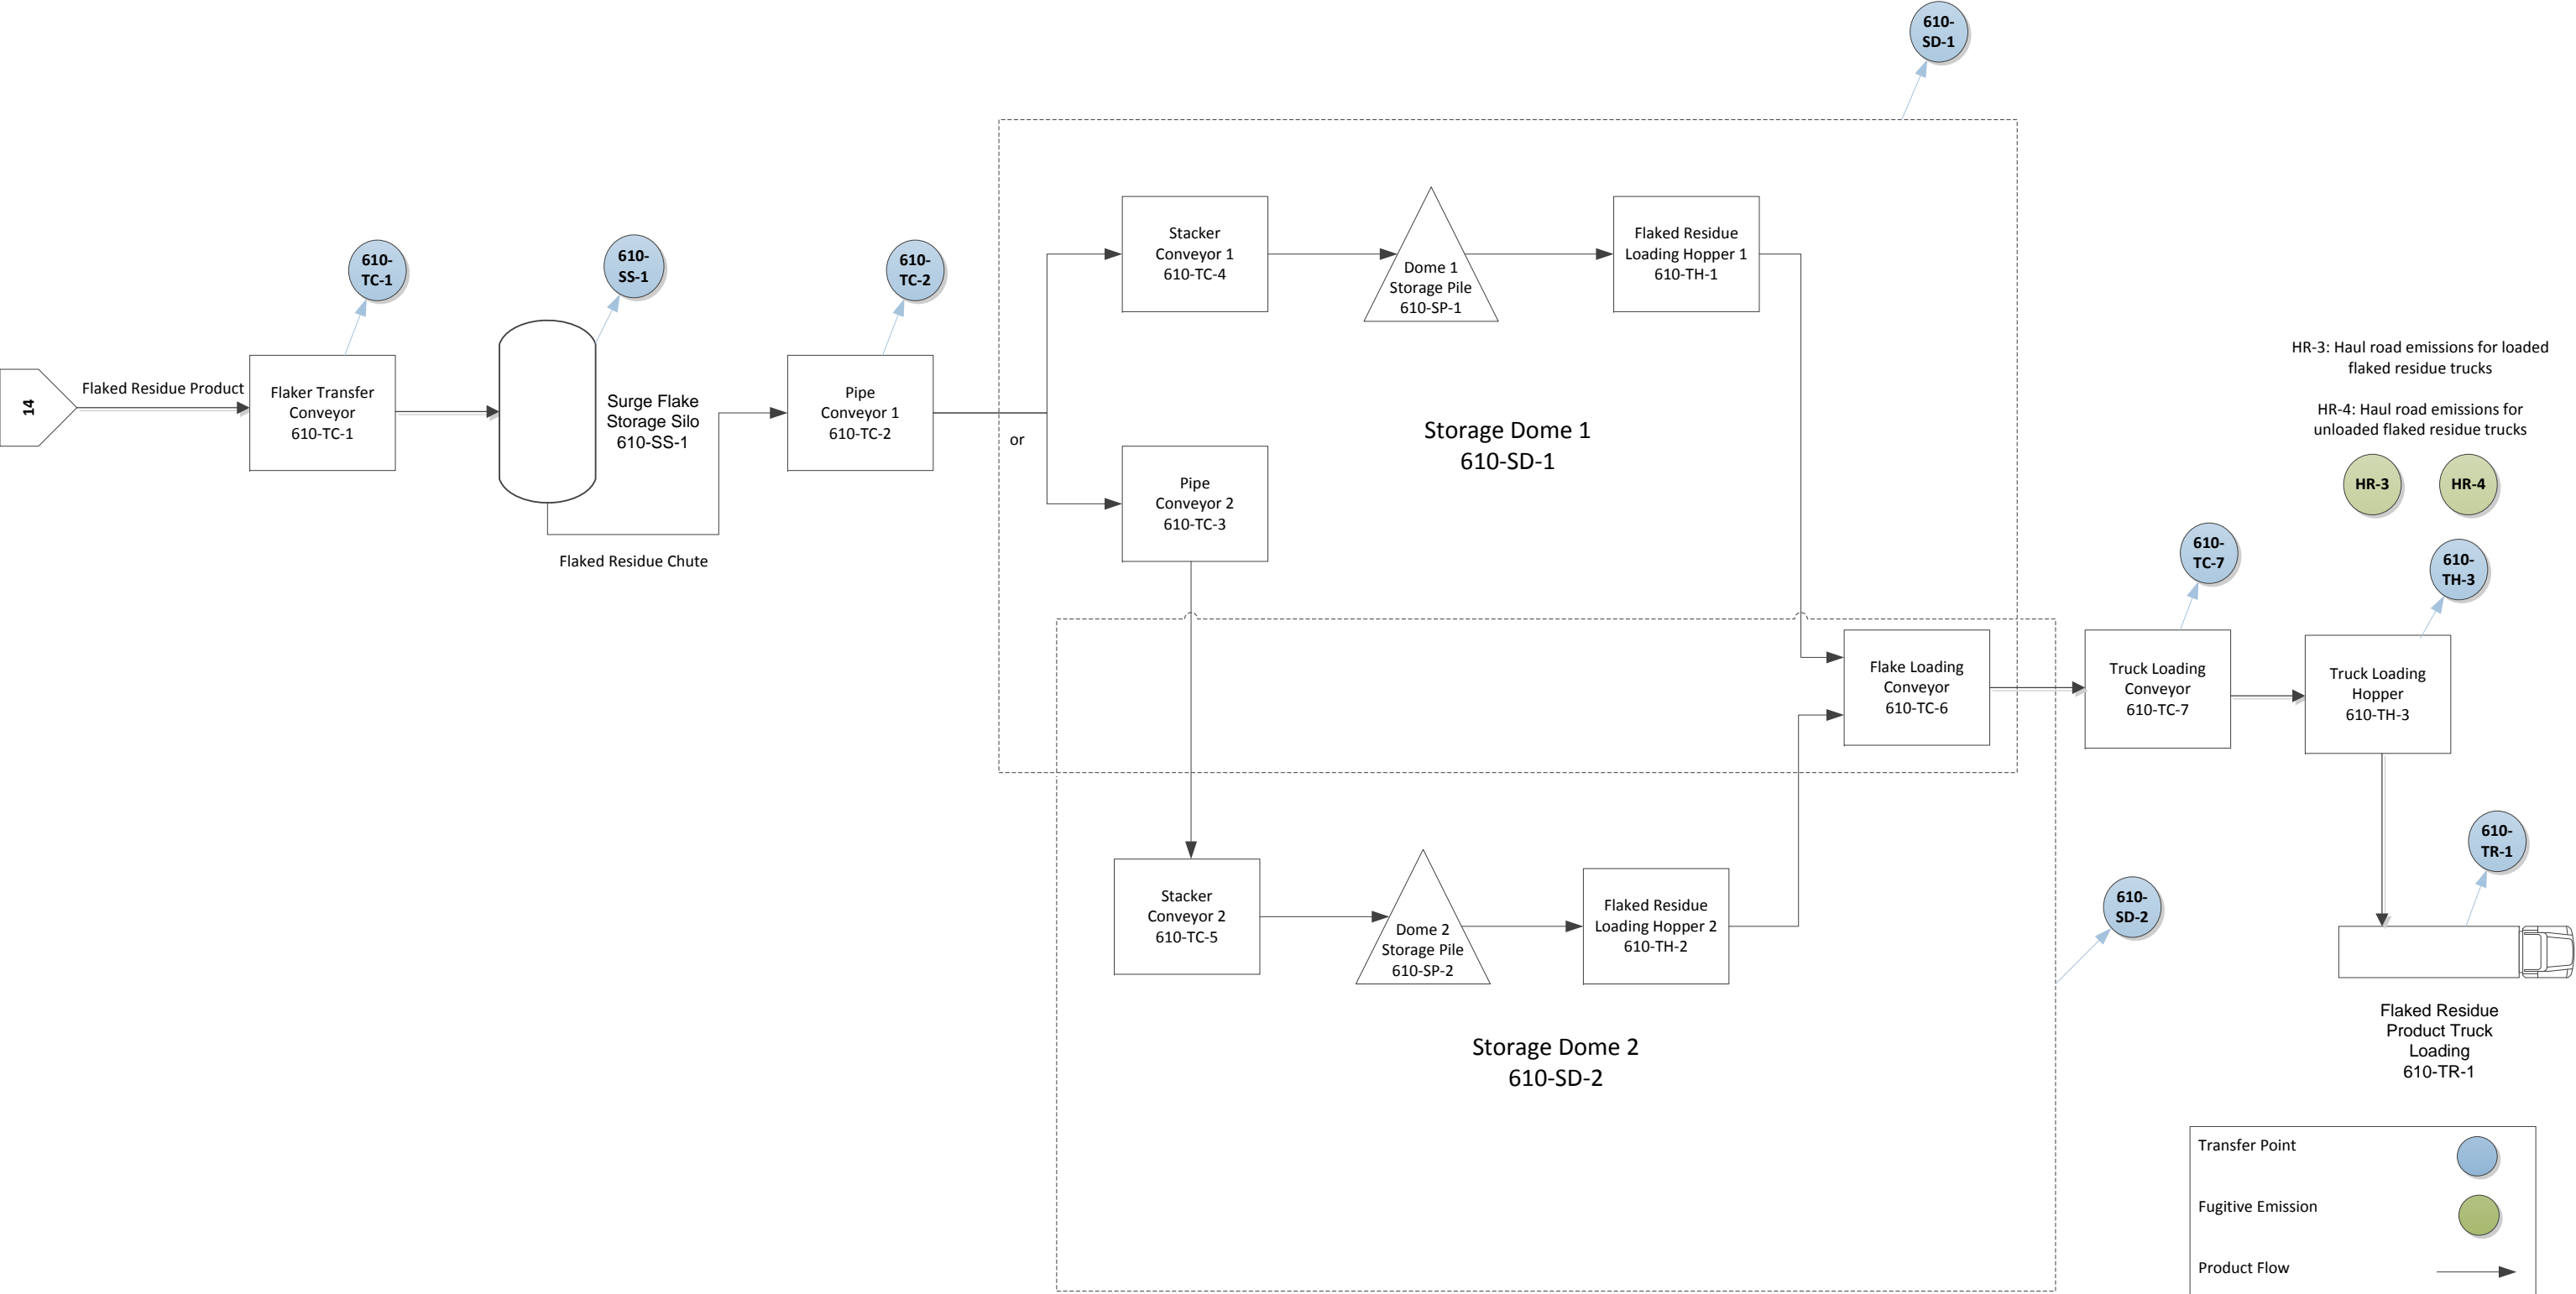 610-
SD-1
610-
TC-1
610-
SS-1
610-
TC-2
Stacker
Conveyor 1
610-TC-4
Dome 1
Storage Pile
610-SP-1
Flaked Residue
Loading Hopper 1
610-TH-1
14
Flaked Residue Product
Flaker Transfer
Conveyor
610-TC-1
Surge Flake
Storage Silo
610-SS-1
Flaked Residue Chute
Pipe
Conveyor 1
610-TC-2
or
Storage Dome 1
610-SD-1
Pipe
Conveyor 2
610-TC-3
HR-3: Haul road emissions for loaded
flaked residue trucks
HR-4: Haul road emissions for
unloaded flaked residue trucks
HR-3
HR-4
610-
TC-7
610-
TH-3
Flake Loading
Conveyor
610-TC-6
Truck Loading
Conveyor
610-TC-7
Truck Loading
Hopper
610-TH-3
Stacker
Conveyor 2
610-TC-5
Dome 2
Storage Pile
610-SP-2
Flaked Residue
Loading Hopper 2
610-TH-2
610-
SD-2
610-
TR-1
Storage Dome 2
610-SD-2
Flaked Residue
Product Truck
Loading
610-TR-1
Transfer Point
Fugitive Emission
Product Flow